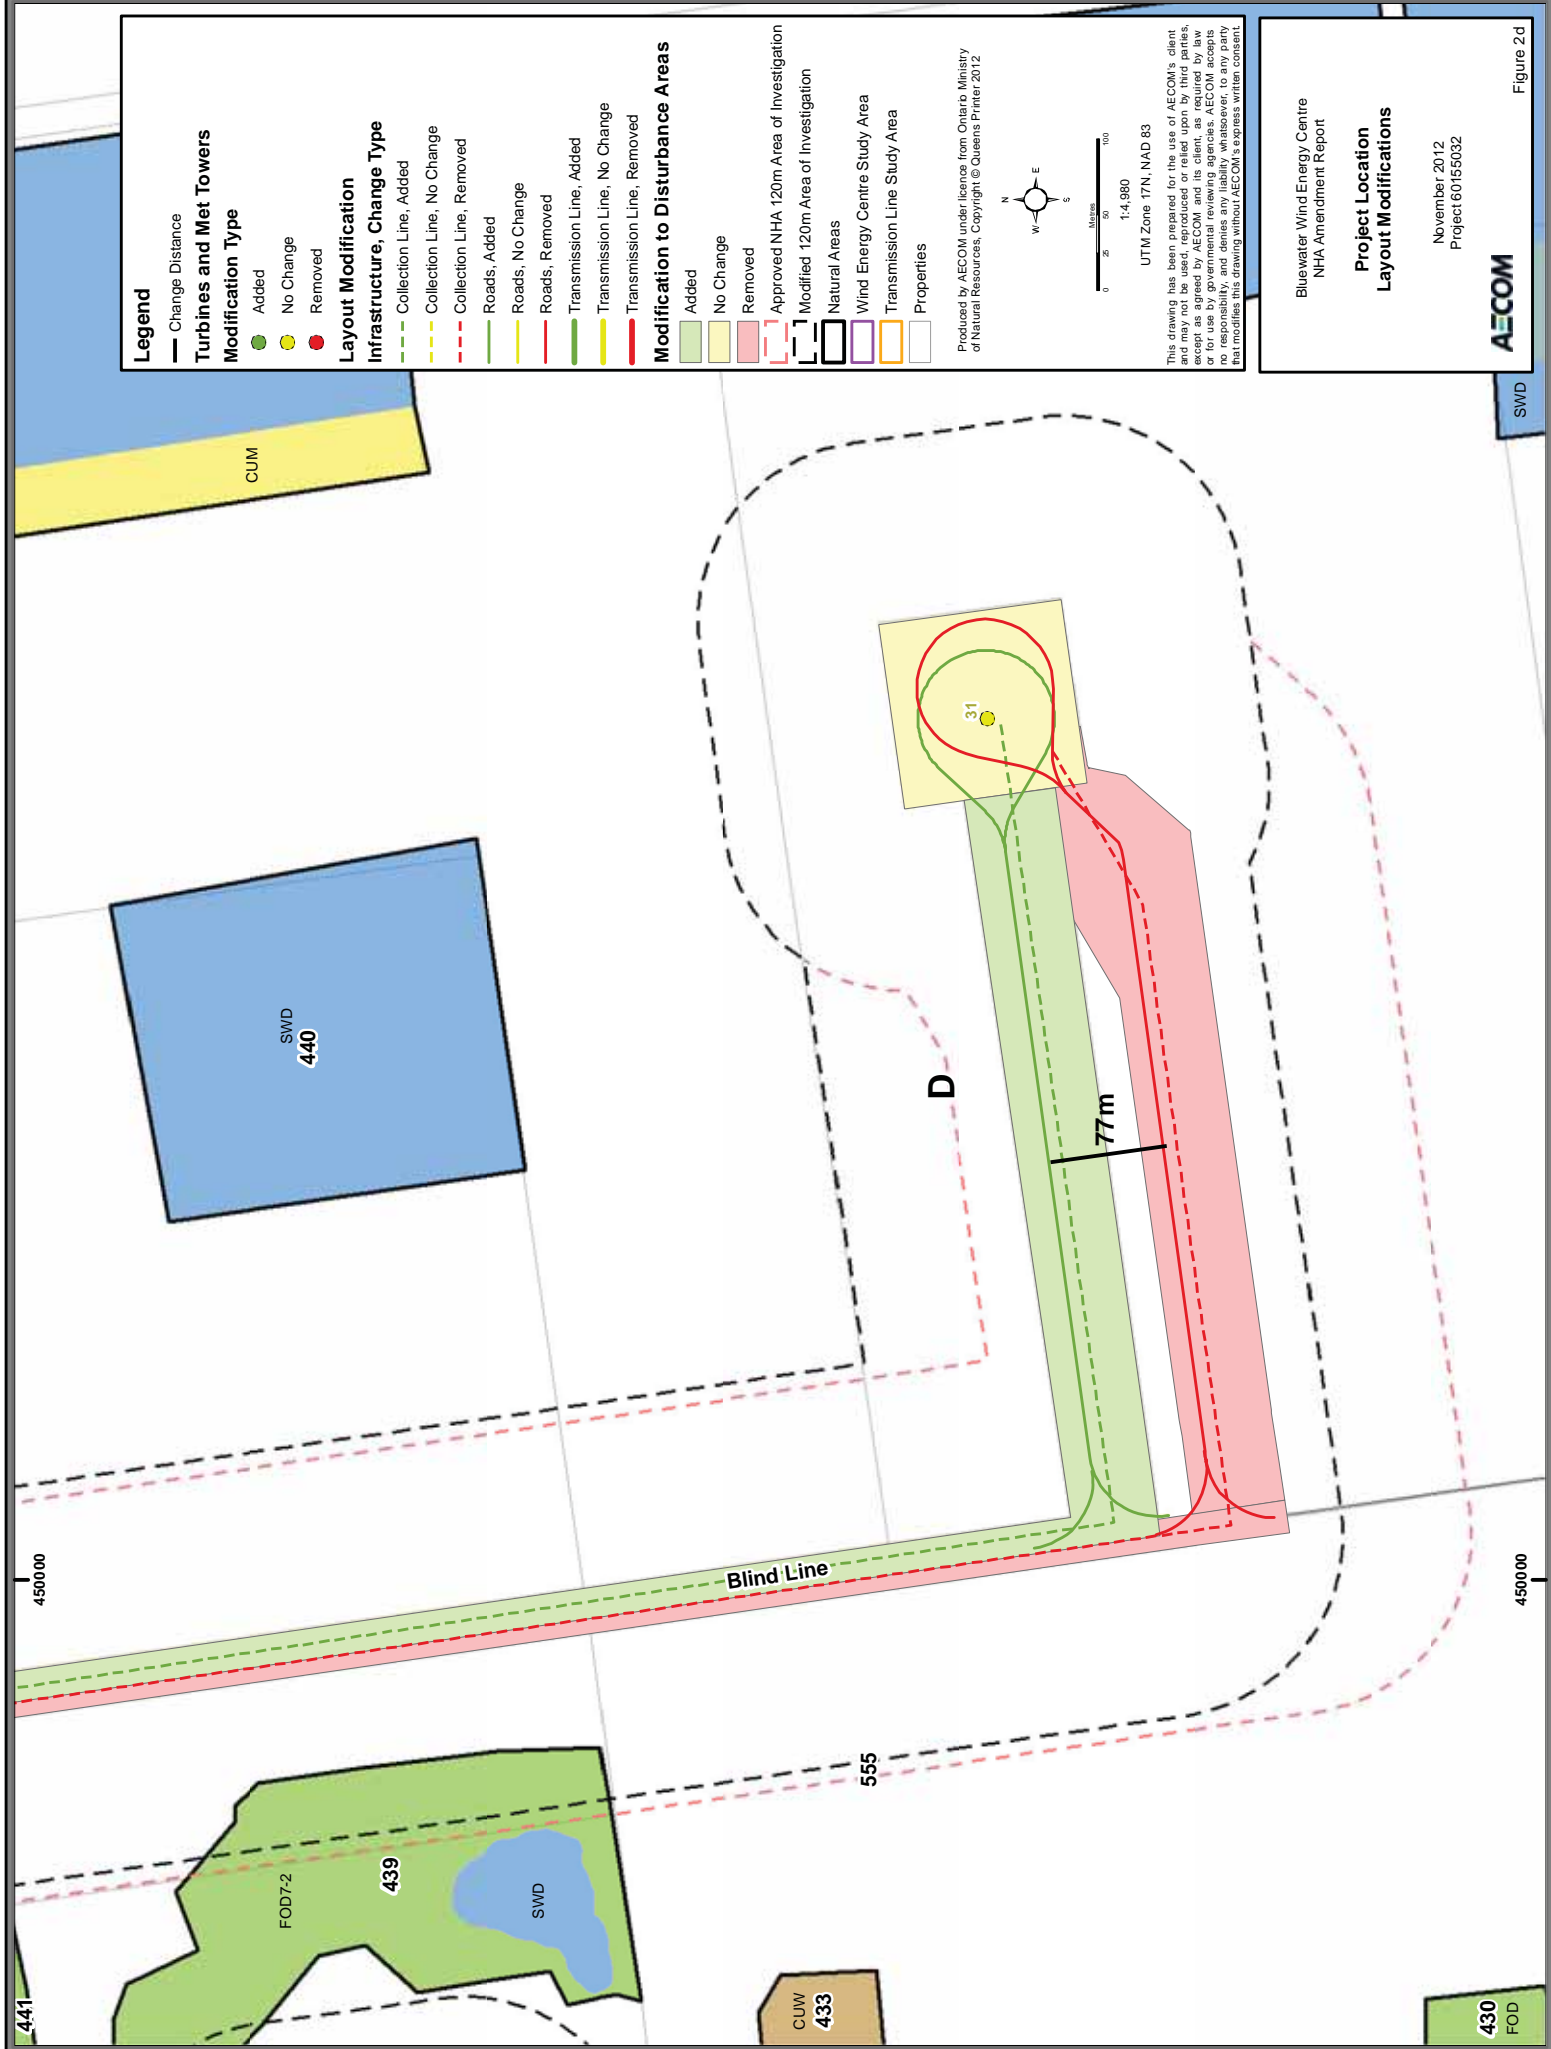 441
FOD7-2
439
SWD
CUW
433
430
FOD
555
450000
450000
Blind Line
77m
D
31
SWD
440
CUM
SWD
Legend
Change Distance
Turbines and Met Towers
Modification Type
Added
No Change
Removed
Layout Modification
Infrastructure, Change Type
Collection Line, Added
Collection Line, No Change
Collection Line, Removed
Roads, Added
Roads, No Change
Roads, Removed
Transmission Line, Added
Transmission Line, No Change
Transmission Line, Removed
Modification to Disturbance Areas
Added
No Change
Removed
Approved NHA 120m Area of Investigation
Modified 120m Area of Investigation
Natural Areas
Wind Energy Centre Study Area
Transmission Line Study Area
Properties
Produced by AECOM under licence from Ontario Ministry
of Natural Resources, Copyright © Queens Printer 2012
N
W E
S
Metres
0 25 50 100
1:4,980
UTM Zone 17N, NAD 83
This drawing has been prepared for the use of AECOM's client
and may not be used, reproduced or relied upon by third parties,
except as agreed by AECOM and its client, as required by law
or for use by governmental reviewing agencies. AECOM accepts
no responsibility, and denies any liability whatsoever, to any party
that modifies this drawing without AECOM's express written consent.
Bluewater Wind Energy Centre
NHA Amendment Report
Project Location
Layout Modifications
November 2012
Project 60155032
AECOM
Figure 2d